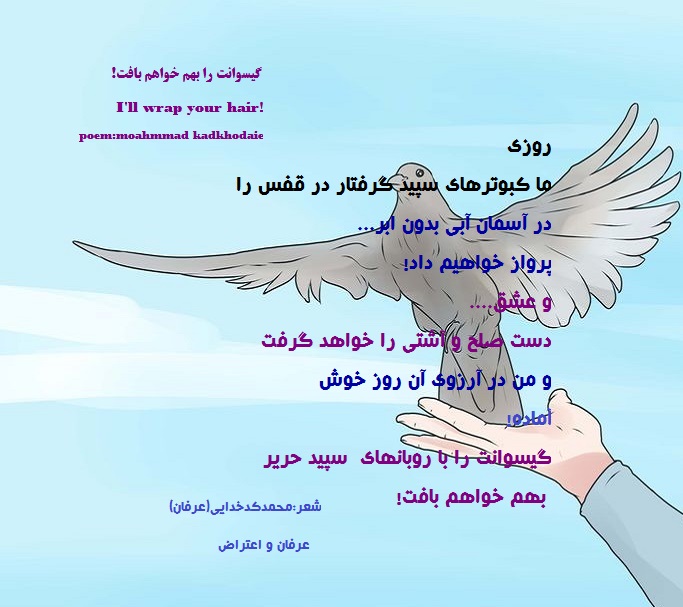 گیسوانت را بهم خواهم بافت!
I'll wrap your hair!
poem:moahmmad kadkhodaie
روزی
ما کبوترهای سپید گرفتار در قفس را
در آسمان آبی بدون ابر...
پرواز خواهیم داد!
و عشق....
دست صلح و آشتی را خواهد گرفت
و من در آرزوی آن روز خوش
آماده!
گیسوانت را با روبانهای سپید حریر
بهم خواهم بافت!
شعر:محمدکدخدایی(عرفان)
عرفان و اعتراض